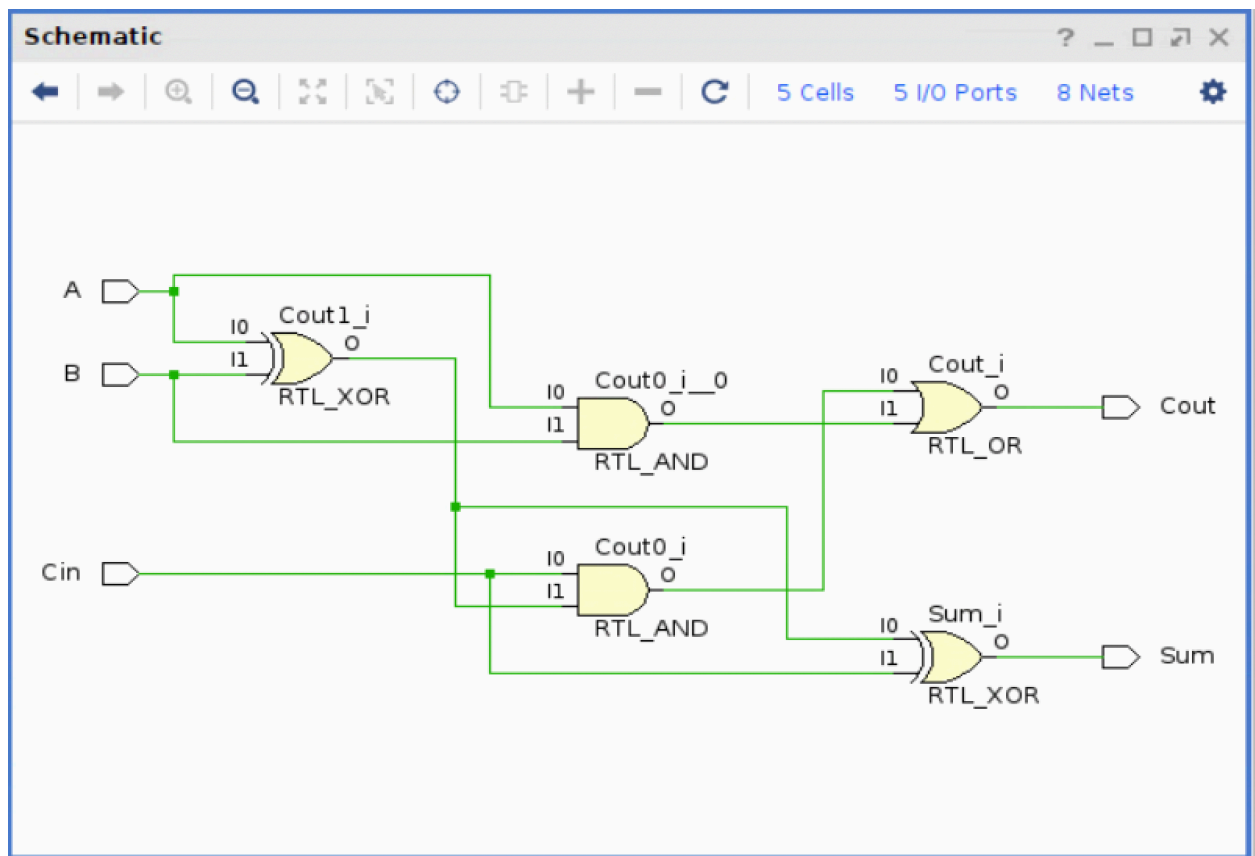 Schematic
5 Cells 5 I/O Ports 8 Nets
A
I0 Cout1_i
O
I1
B
RTL_XOR
Cout0_i__0
I0
O
I1
RTL_AND
Cout_i
I0
O
I1
Cout
RTL_OR
Cin
Cout0_i
I0
O
I1
RTL_AND
Sum_i
I0
O
I1
Sum
RTL_XOR